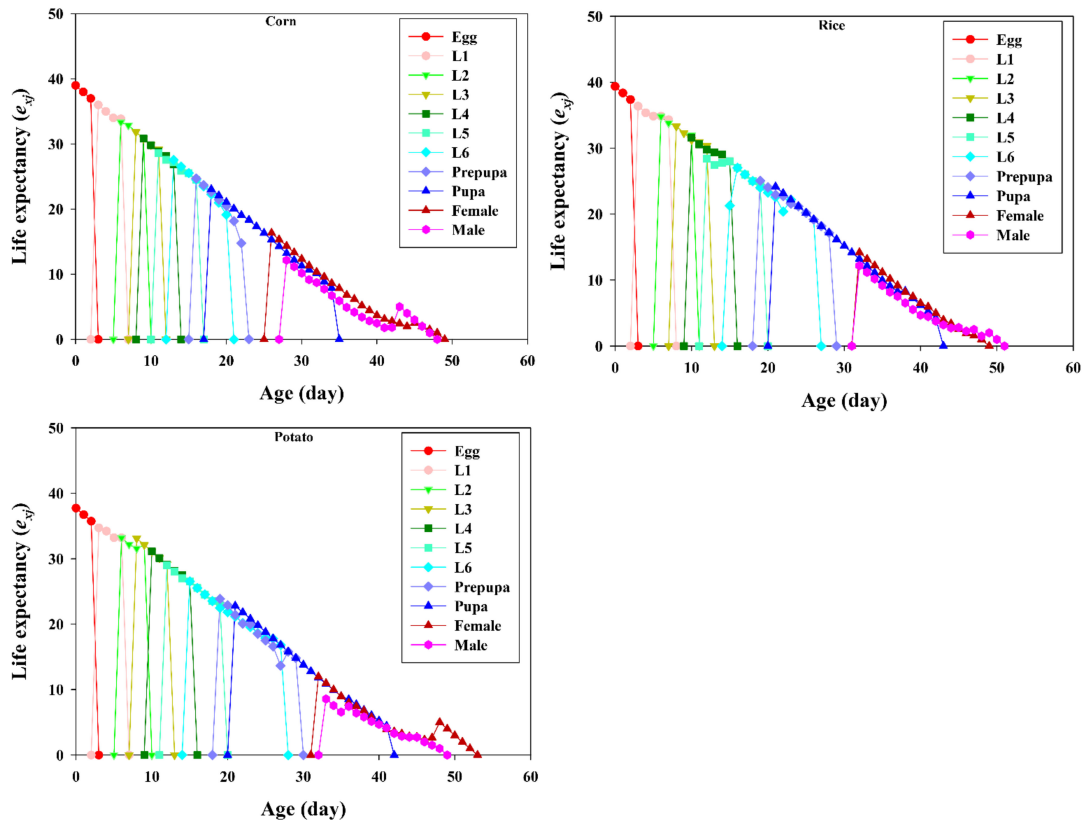 Corn
Life expectancy (exj)
50
40
30
20
10
0
0 10 20 30 40 50 60
Age (day)
Egg
L1
L2
L3
L4
L5
L6
Prepupa
Pupa
Female
Male
Rice
Life expectancy (exj)
50
40
30
20
10
0
0 10 20 30 40 50 60
Age (day)
Egg
L1
L2
L3
L4
L5
L6
Prepupa
Pupa
Female
Male
Potato
Life expectancy (exj)
50
40
30
20
10
0
0 10 20 30 40 50 60
Age (day)
Egg
L1
L2
L3
L4
L5
L6
Prepupa
Pupa
Female
Male